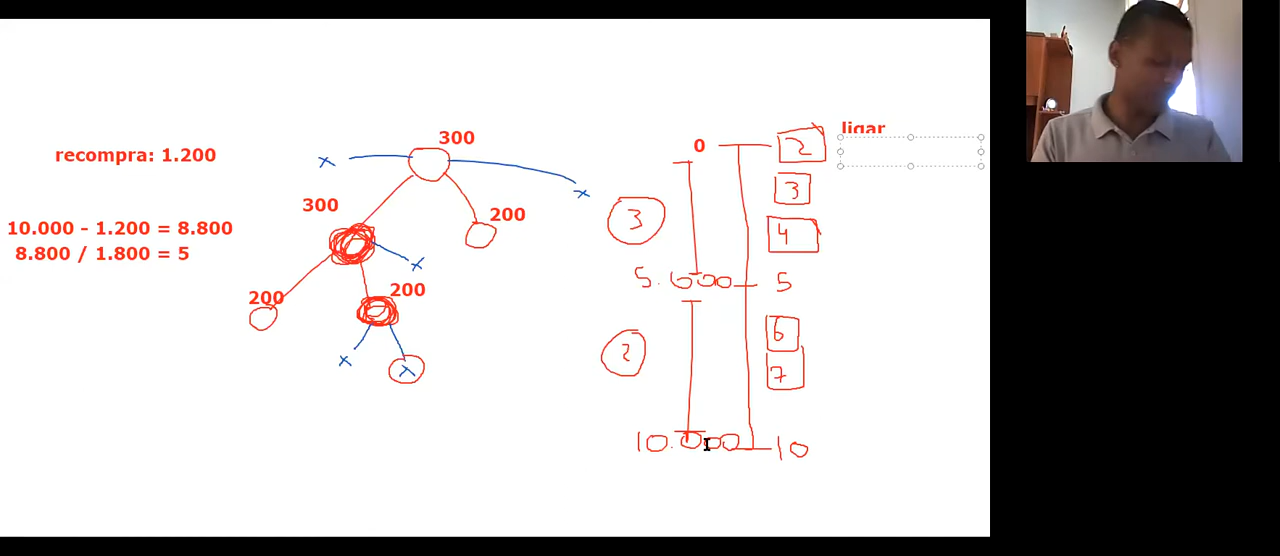 recompra: 1.200
10.000 - 1.200 = 8.800
8.800 / 1.800 = 5
300
x
x
300
200
x
200
200
x
x
0
2
ligar
3
3
4
5.000
5
2
6
7
10.000
10